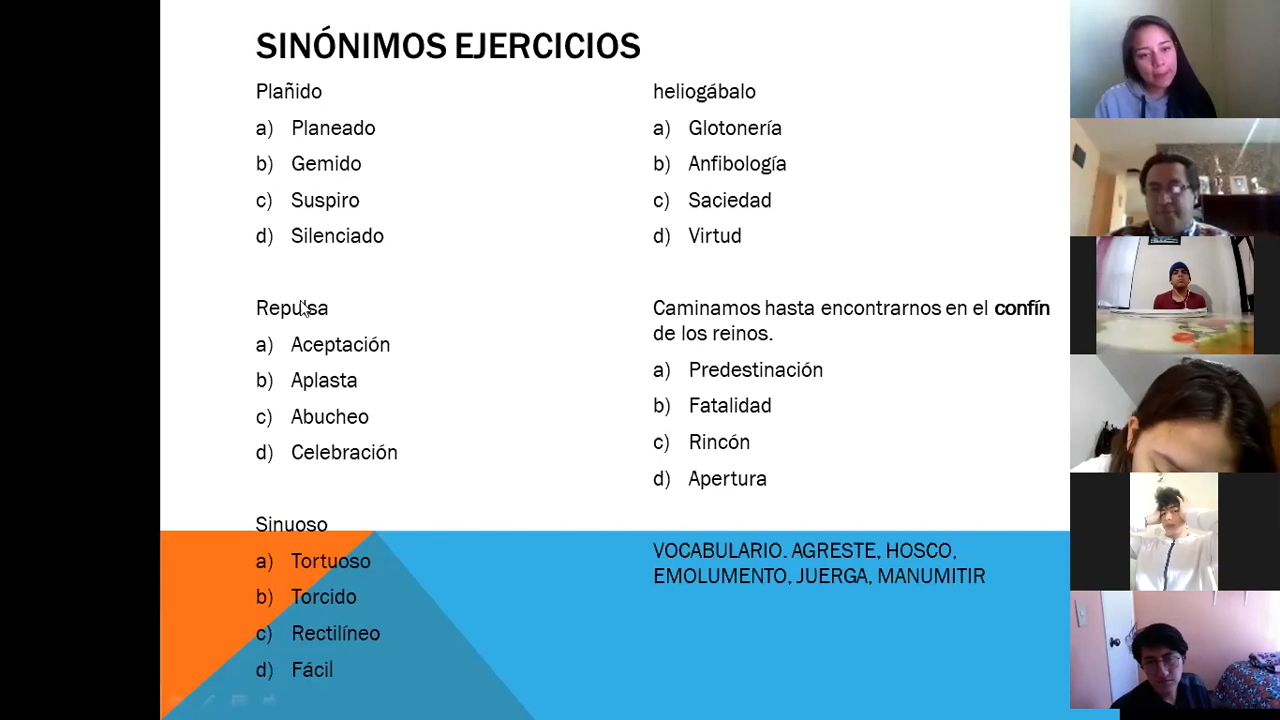 SINÓNIMOS EJERCICIOS
Plañido
a) Planeado
b) Gemido
c) Suspiro
d) Silenciado
Repulsa
a) Aceptación
b) Aplasta
c) Abucheo
d) Celebración
Sinuoso
a) Tortuoso
b) Torcido
c) Rectilíneo
d) Fácil
heliogábalo
a) Glotonería
b) Anfibología
c) Saciedad
d) Virtud
Caminamos hasta encontrarnos en el confín
de los reinos.
a) Predestinación
b) Fatalidad
c) Rincón
d) Apertura
VOCABULARIO. AGRESTE, HOSCO,
EMOLUMENTO, JUERGA, MANUMITIR